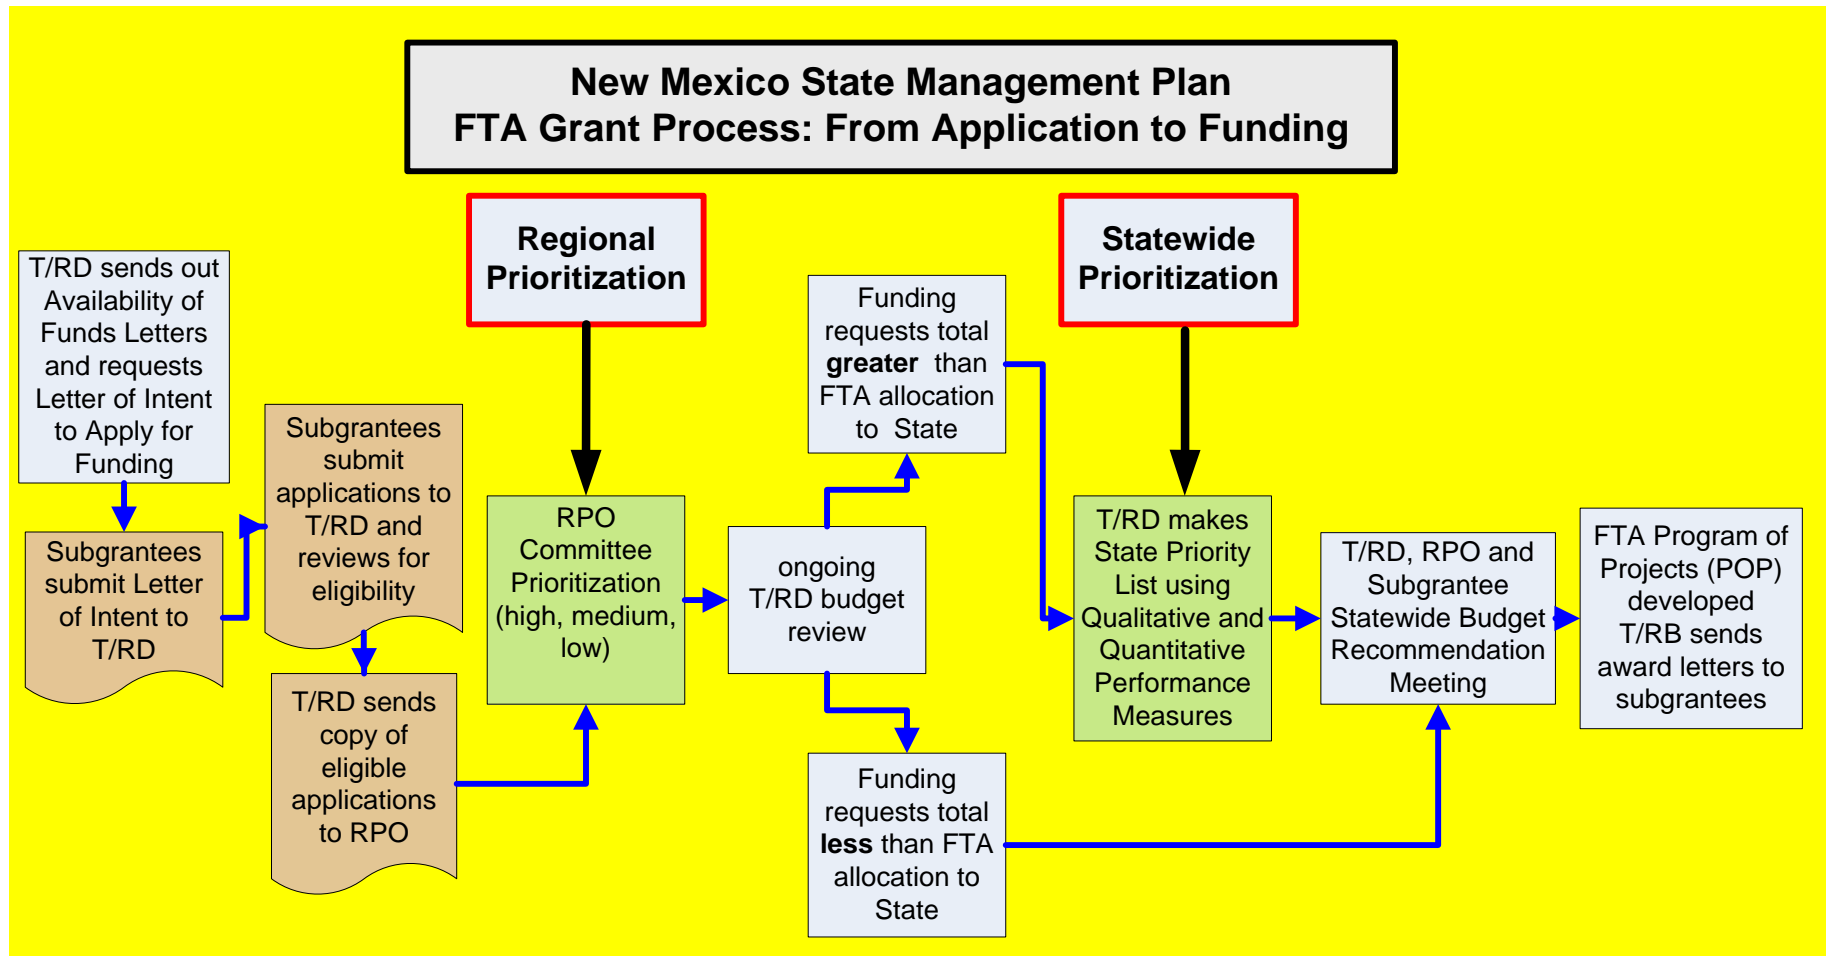 New Mexico State Management Plan
FTA Grant Process: From Application to Funding
Regional
Prioritization
Statewide
Prioritization
T/RD sends out
Availability of
Funds Letters
and requests
Letter of Intent
to Apply for
Funding
Subgrantees
submit Letter
of Intent to
T/RD
Subgrantees
submit
applications to
T/RD and
reviews for
eligibility
T/RD sends
copy of
eligible
applications
to RPO
RPO
Committee
Prioritization
(high, medium,
low)
ongoing
T/RD budget
review
Funding
requests total
greater than
FTA allocation
to State
Funding
requests total
less than FTA
allocation to
State
T/RD makes
State Priority
List using
Qualitative and
Quantitative
Performance
Measures
T/RD, RPO and
Subgrantee
Statewide Budget
Recommendation
Meeting
FTA Program of
Projects (POP)
developed
T/RB sends
award letters to
subgrantees